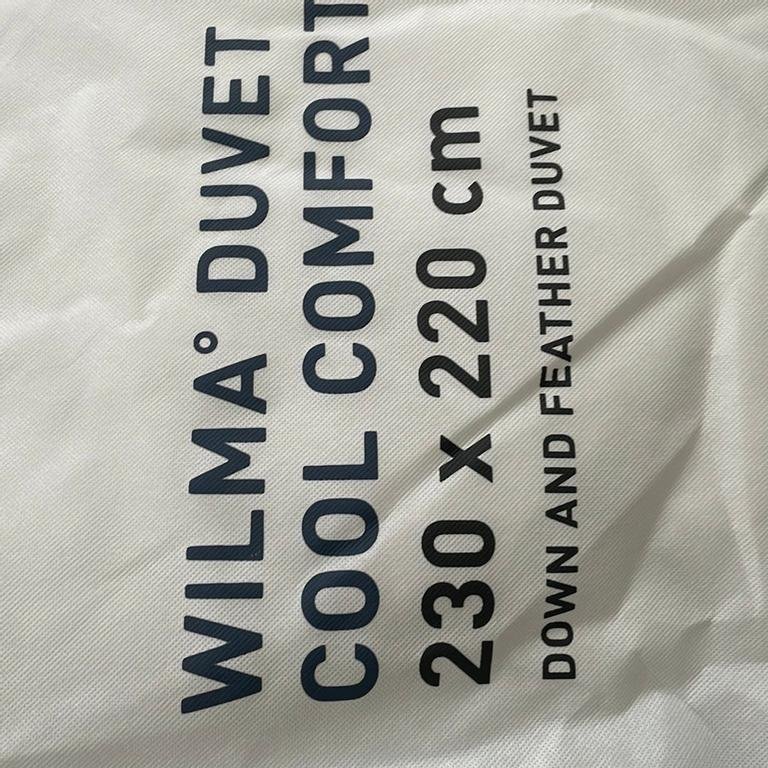 WILMA° DUVET
COOL COMFORT
230 x 220 cm
DOWN AND FEATHER DUVET